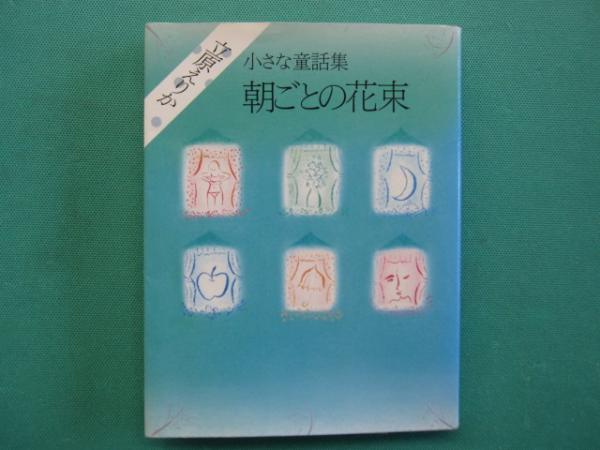 立原えりか
小さな童話集
朝ごとの花束